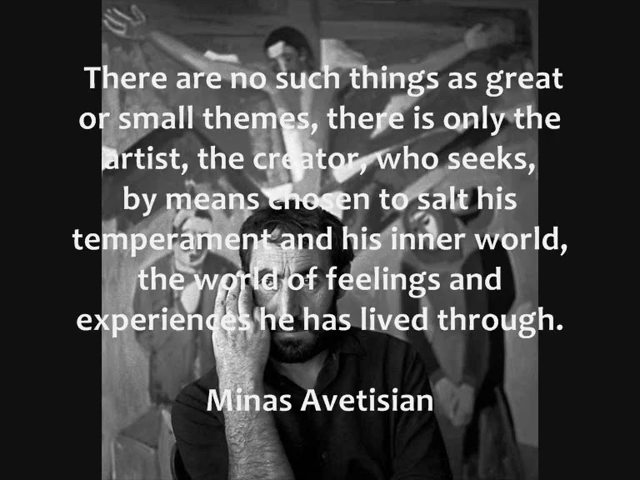 There are no such things as great
or small themes, there is only the
artist, the creator, who seeks,
by means chosen to salt his
temperament and his inner world,
the world of feelings and
experiences he has lived through.
Minas Avetisian